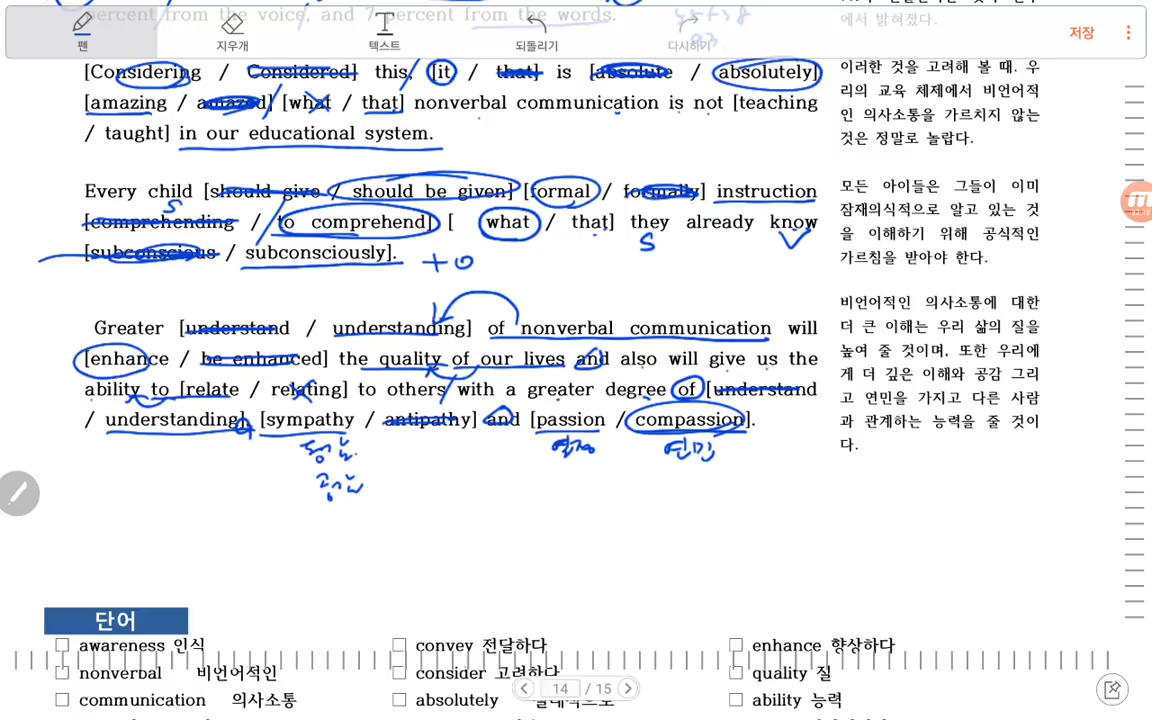 percent from the voice, and 7 percent from the words.
에서 밝혀졌다.
펜
지우개
텍스트
되돌리기
다시하기
저장
[Considering / Considered] this, [it / that] is [absolute / absolutely]
[amazing / amazed] [what / that] nonverbal communication is not [teaching
/ taught] in our educational system.
이러한 것을 고려해 볼 때. 우
리의 교육 체제에서 비언어적
인 의사소통을 가르치지 않는
것은 정말로 놀랍다.
Every child [should give / should be given] [formal / formally] instruction
s
[comprehending / to comprehend] [ what / that] they already know
s
v
[subconscious / subconsciously].
모든 아이들은 그들이 이미
잠재의식적으로 알고 있는 것
을 이해하기 위해 공식적인
가르침을 받아야 한다.
Greater [understand / understanding] of nonverbal communication will
[enhance / be enhanced] the quality of our lives and also will give us the
ability to [relate / relating] to others with a greater degree of [understand
/ understanding], [sympathy / antipathy] and [passion / compassion].
동감
열정
연민
공감
비언어적인 의사소통에 대한
더 큰 이해는 우리 삶의 질을
높여 줄 것이며, 또한 우리에
게 더 깊은 이해와 공감 그리
고 연민을 가지고 다른 사람
과 관계하는 능력을 줄 것이
다.
단어
awareness 인식
convey 전달하다
enhance 향상하다
nonverbal 비언어적인
consider 고려하다
quality 질
14 / 15
communication 의사소통
absolutely 절대적으로
ability 능력